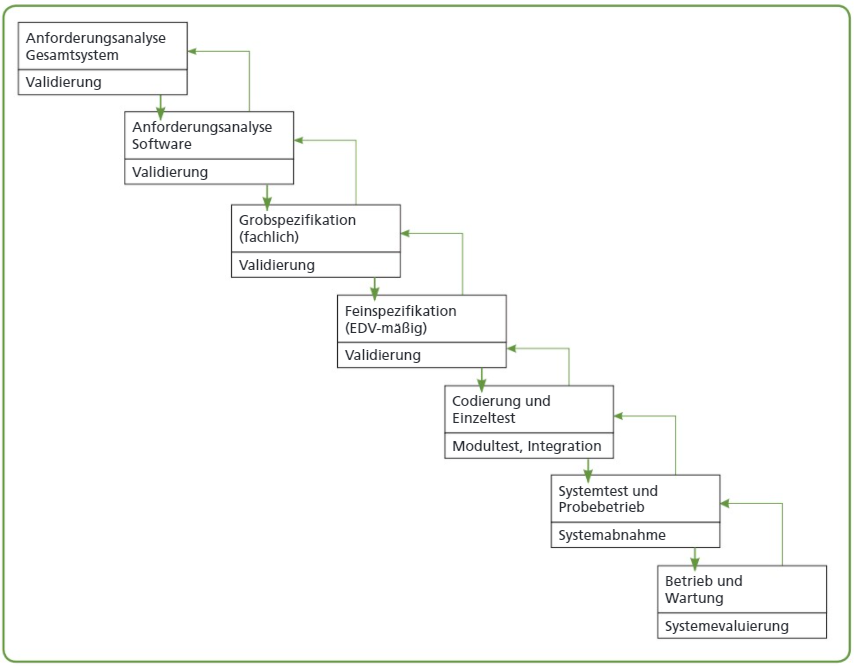 Anforderungsanalyse
Gesamtsystem
Validierung
Anforderungsanalyse
Software
Validierung
Grobspezifikation
(fachlich)
Validierung
Feinspezifikation
(EDV-mäßig)
Validierung
Codierung und
Einzeltest
Modultest, Integration
Systemtest und
Probebetrieb
Systemabnahme
Betrieb und
Wartung
Systemevaluierung